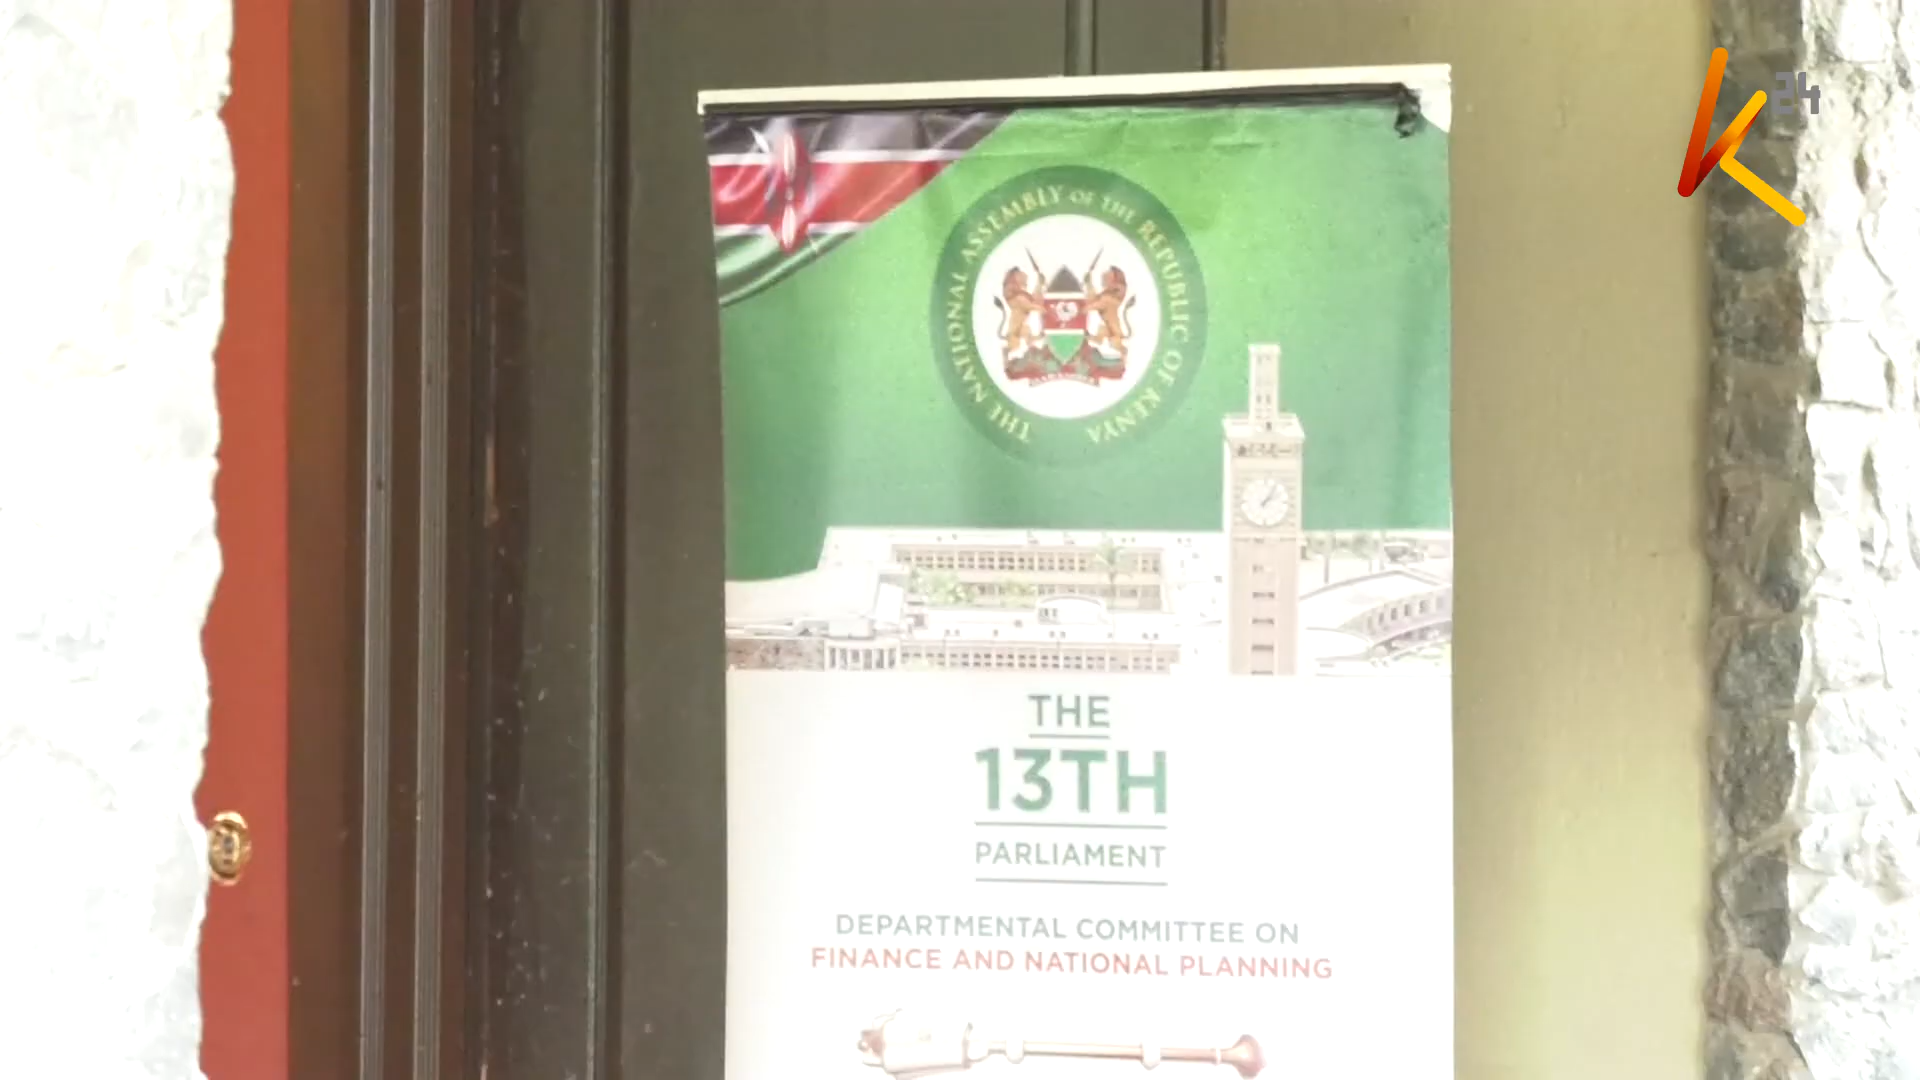 K24
THE NATIONAL ASSEMBLY OF THE REPUBLIC OF KENYA
THE
13TH
PARLIAMENT
DEPARTMENTAL COMMITTEE ON
FINANCE AND NATIONAL PLANNING